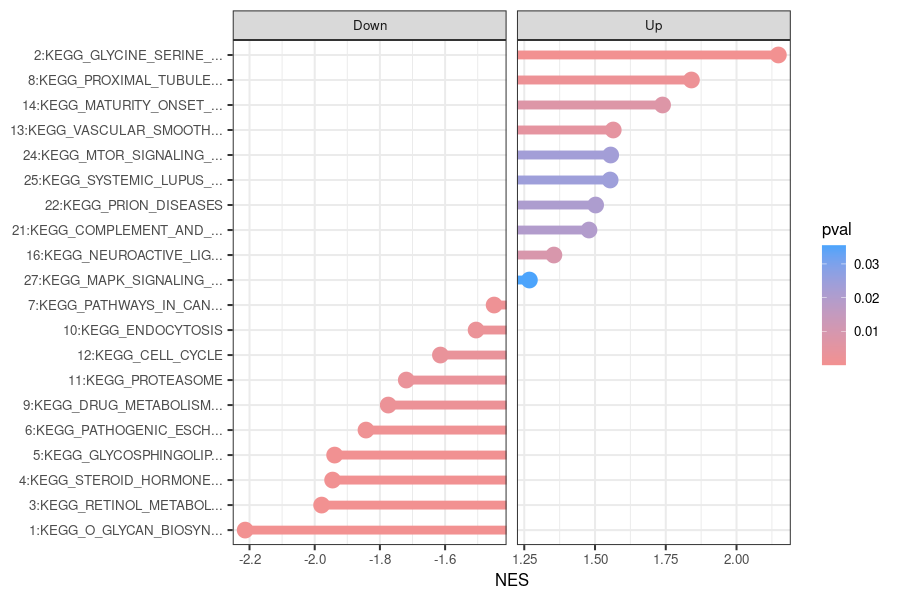 Down
Up
2:KEGG_GLYCINE_SERINE_...
8:KEGG_PROXIMAL_TUBULE...
14:KEGG_MATURITY_ONSET_...
13:KEGG_VASCULAR_SMOOTH...
24:KEGG_MTOR_SIGNALING_...
25:KEGG_SYSTEMIC_LUPUS_...
22:KEGG_PRION_DISEASES
21:KEGG_COMPLEMENT_AND_...
16:KEGG_NEUROACTIVE_LIG...
27:KEGG_MAPK_SIGNALING_...
7:KEGG_PATHWAYS_IN_CAN...
10:KEGG_ENDOCYTOSIS
12:KEGG_CELL_CYCLE
11:KEGG_PROTEASOME
9:KEGG_DRUG_METABOLISM...
6:KEGG_PATHOGENIC_ESCH...
5:KEGG_GLYCOSPHINGOLIP...
4:KEGG_STEROID_HORMONE...
3:KEGG_RETINOL_METABOL...
1:KEGG_O_GLYCAN_BIOSYN...
-2.2 -2.0 -1.8 -1.6 1.25 1.50 1.75 2.00
NES
pval
0.03
0.02
0.01